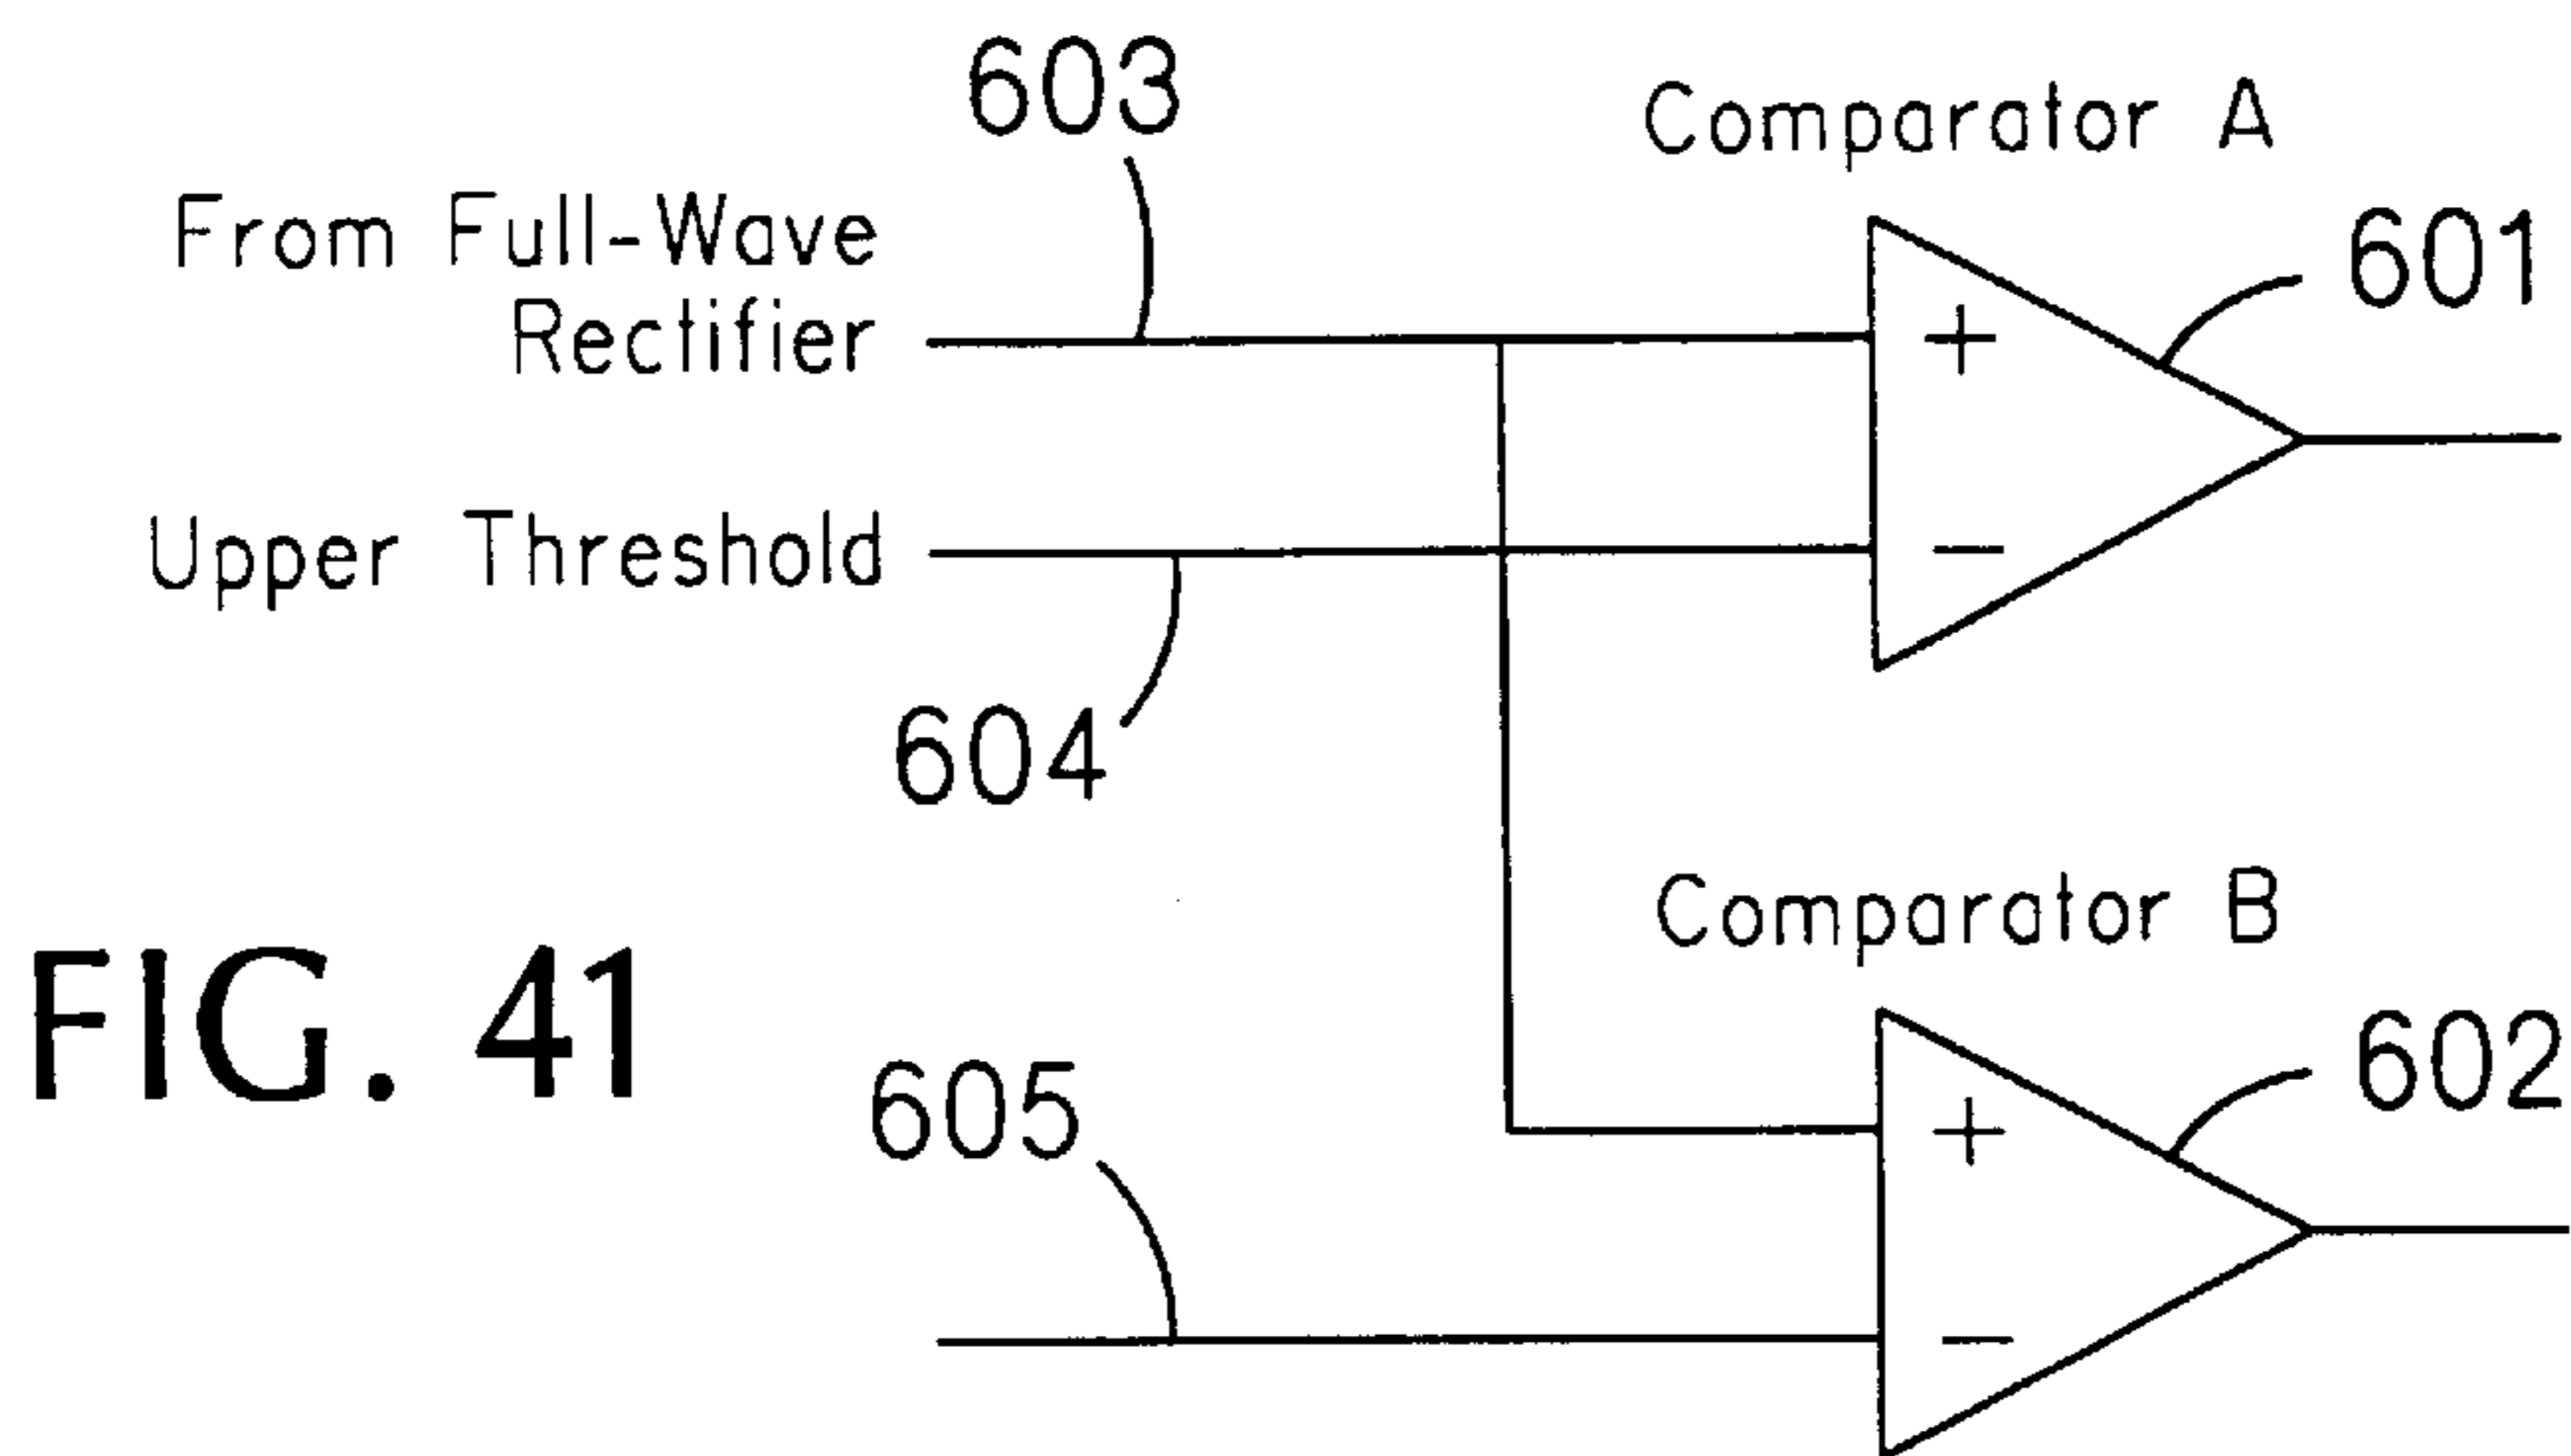 603
Comparator A
From Full-Wave
Rectifier
601
+
Upper Threshold
−
604
Comparator B
FIG. 41
602
605
+
−